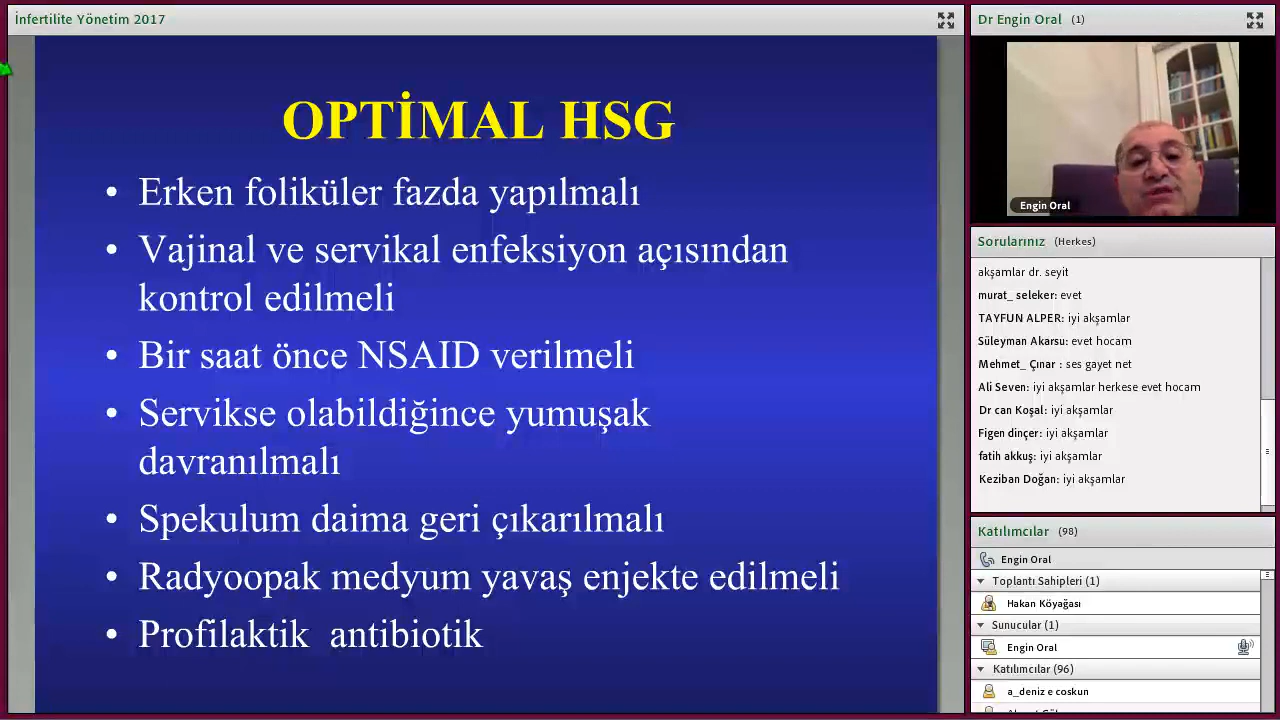 İnfertilite Yönetim 2017
OPTİMAL HSG
• Erken foliküler fazda yapılmalı
• Vajinal ve servikal enfeksiyon açısından
kontrol edilmeli
• Bir saat önce NSAID verilmeli
• Servikse olabildiğince yumuşak
davranılmalı
• Spekulum daima geri çıkarılmalı
• Radyoopak medyum yavaş enjekte edilmeli
• Profilaktik antibiotik
Dr Engin Oral (1)
Engin Oral
Sorularınız (Herkes)
akşamlar dr. seyit
murat_ seleker: evet
TAYFUN ALPER: iyi akşamlar
Süleyman Akarsu: evet hocam
Mehmet_ Çınar : ses gayet net
Ali Seven: iyi akşamlar herkese evet hocam
Dr can Koşal: iyi akşamlar
Figen dinçer: iyi akşamlar
fatih akkuş: iyi akşamlar
Keziban Doğan: iyi akşamlar
Katılımcılar (98)
Engin Oral
Toplantı Sahipleri (1)
Hakan Köyağası
Sunucular (1)
Engin Oral
Katılımcılar (96)
a_deniz e coskun